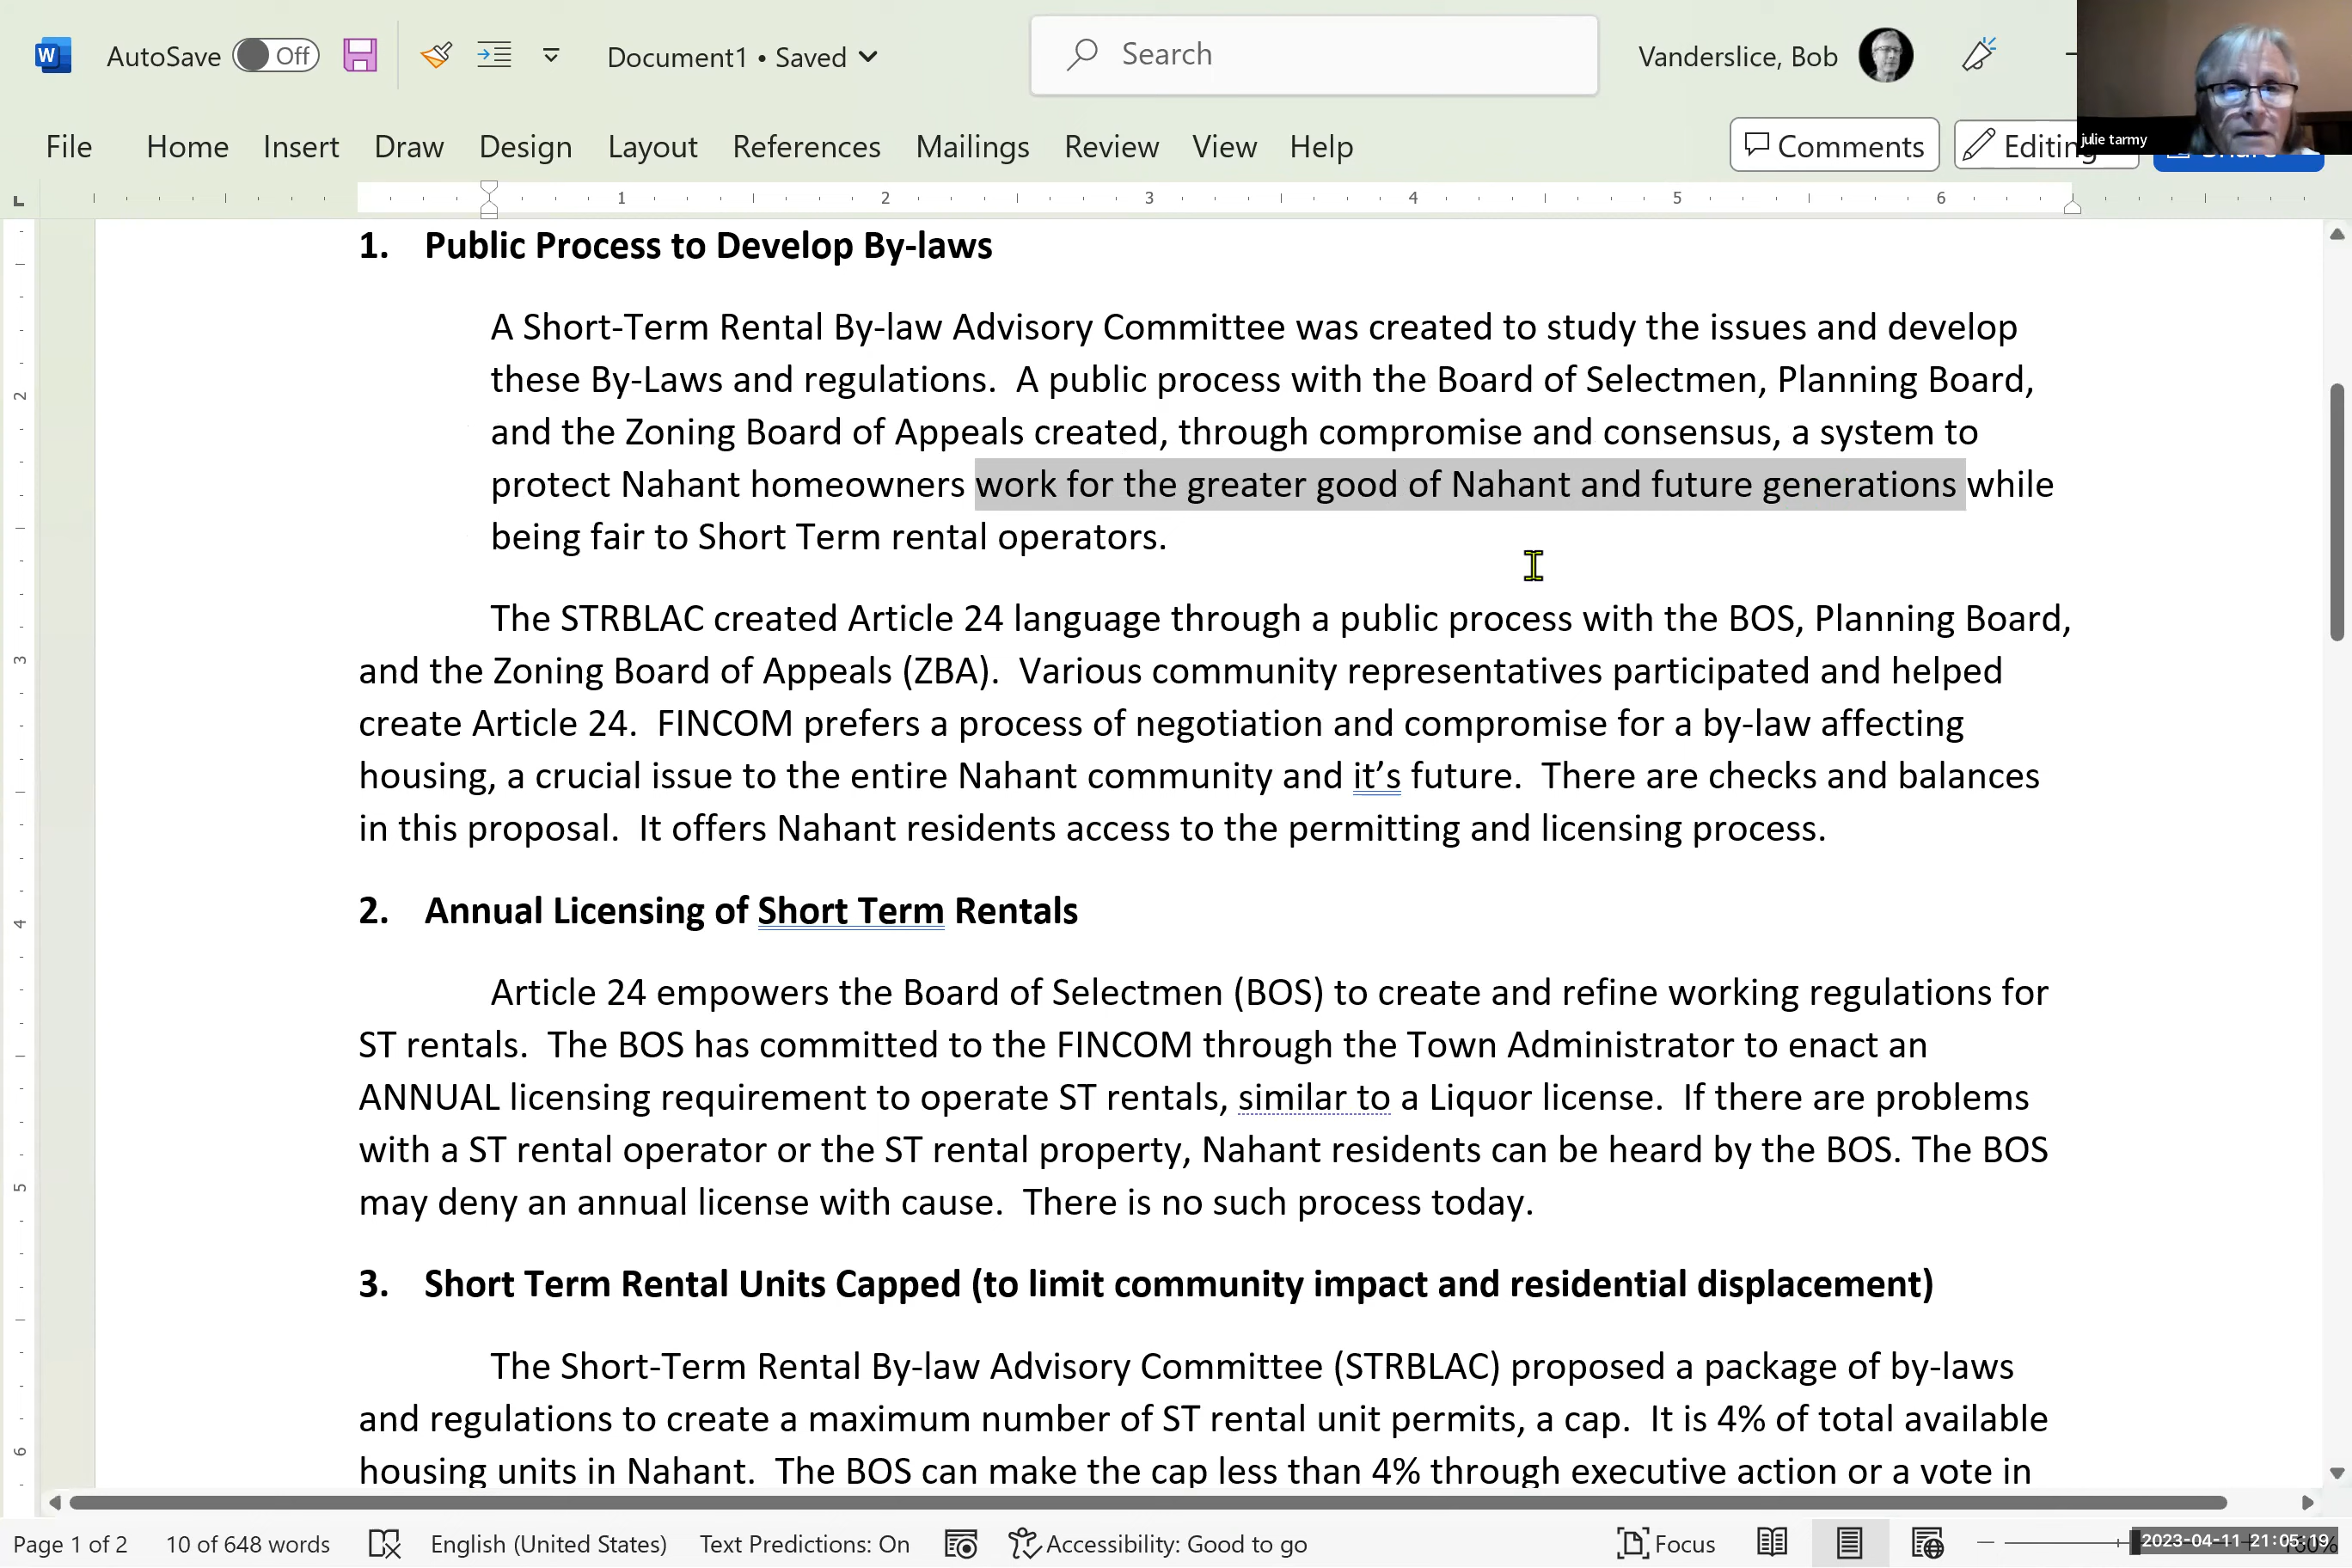 AutoSave Off Document1 • Saved Search Vanderslice, Bob
julie tarmy
File Home Insert Draw Design Layout References Mailings Review View Help Comments Editing
1 2 3 4 5 6
1. Public Process to Develop By-laws
A Short-Term Rental By-law Advisory Committee was created to study the issues and develop
these By-Laws and regulations.  A public process with the Board of Selectmen, Planning Board,
and the Zoning Board of Appeals created, through compromise and consensus, a system to
protect Nahant homeowners work for the greater good of Nahant and future generations while
being fair to Short Term rental operators.
The STRBLAC created Article 24 language through a public process with the BOS, Planning Board,
and the Zoning Board of Appeals (ZBA).  Various community representatives participated and helped
create Article 24.  FINCOM prefers a process of negotiation and compromise for a by-law affecting
housing, a crucial issue to the entire Nahant community and it’s future.  There are checks and balances
in this proposal.  It offers Nahant residents access to the permitting and licensing process.
2. Annual Licensing of Short Term Rentals
Article 24 empowers the Board of Selectmen (BOS) to create and refine working regulations for
ST rentals.  The BOS has committed to the FINCOM through the Town Administrator to enact an
ANNUAL licensing requirement to operate ST rentals, similar to a Liquor license.  If there are problems
with a ST rental operator or the ST rental property, Nahant residents can be heard by the BOS. The BOS
may deny an annual license with cause.  There is no such process today.
3. Short Term Rental Units Capped (to limit community impact and residential displacement)
The Short-Term Rental By-law Advisory Committee (STRBLAC) proposed a package of by-laws
and regulations to create a maximum number of ST rental unit permits, a cap.  It is 4% of total available
housing units in Nahant.  The BOS can make the cap less than 4% through executive action or a vote in
2
3
4
5
6
Page 1 of 2 10 of 648 words English (United States) Text Predictions: On Accessibility: Good to go Focus
2023-04-11 21:05:19